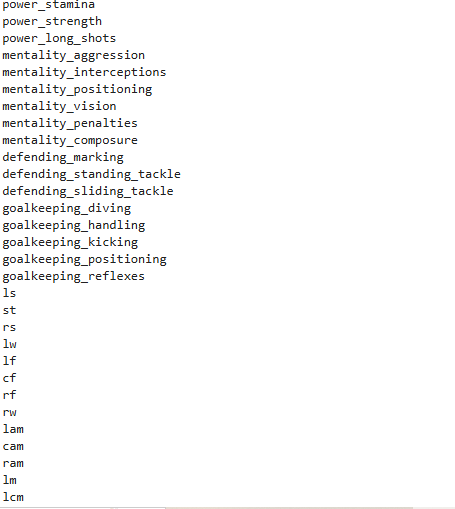 power_stamina
power_strength
power_long_shots
mentality_aggression
mentality_interceptions
mentality_positioning
mentality_vision
mentality_penalties
mentality_composure
defending_marking
defending_standing_tackle
defending_sliding_tackle
goalkeeping_diving
goalkeeping_handling
goalkeeping_kicking
goalkeeping_positioning
goalkeeping_reflexes
ls
st
rs
lw
lf
cf
rf
rw
lam
cam
ram
lm
lcm